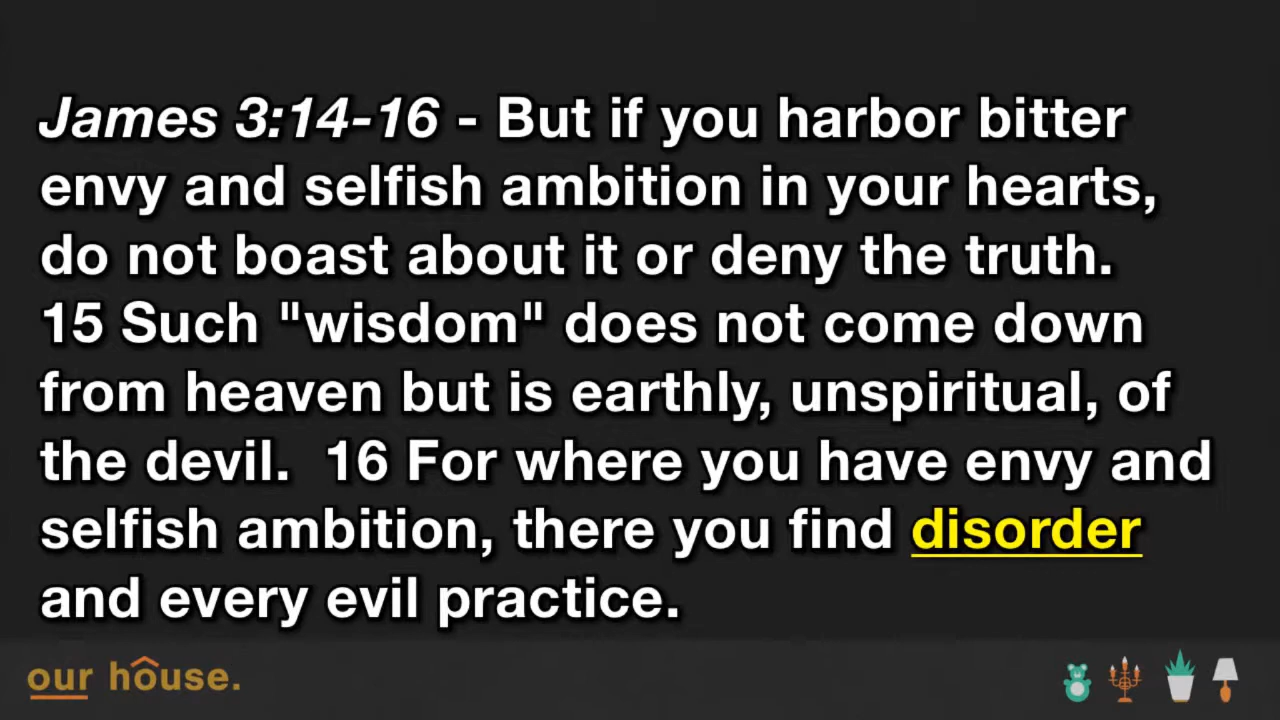 James 3:14-16 - But if you harbor bitter
envy and selfish ambition in your hearts,
do not boast about it or deny the truth.
15 Such "wisdom" does not come down
from heaven but is earthly, unspiritual, of
the devil.  16 For where you have envy and
selfish ambition, there you find disorder
and every evil practice.
our house.